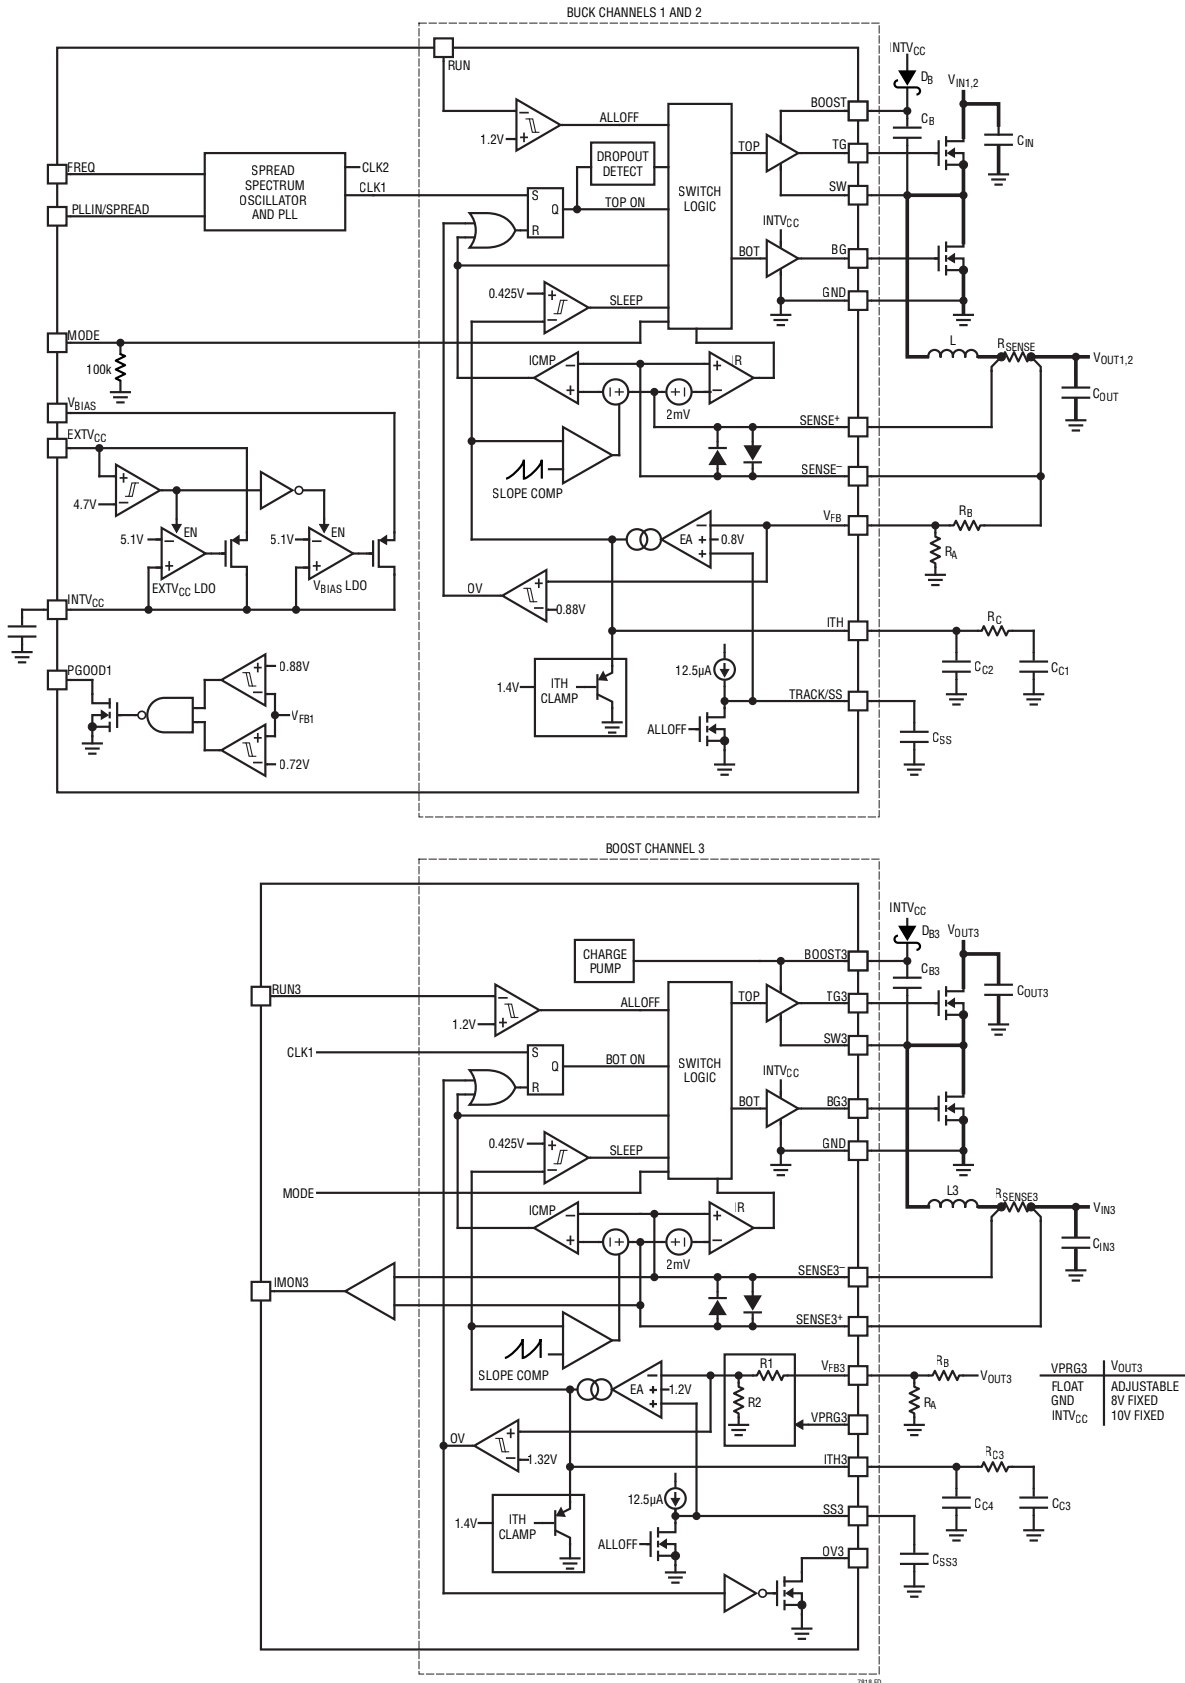 BUCK CHANNELS 1 AND 2
INTVCC
RUN
DB
VIN1,2
BOOST
ALLOFF
CB
1.2V
CIN
DROPOUT DETECT
TOP
TG
FREQ
SPREAD SPECTRUM OSCILLATOR AND PLL
CLK2
CLK1
SWITCH LOGIC
SW
S
Q
R
TOP ON
PLLIN/SPREAD
INTVCC
BOT
BG
0.425V
SLEEP
GND
MODE
100k
ICMP
IR
L
RSENSE
VOUT1,2
2mV
COUT
VBIAS
SENSE+
EXTVCC
SLOPE COMP
SENSE–
4.7V
5.1V
EN
5.1V
EN
EA
0.8V
VFB
RB
RA
EXTVCC LDO
VBIAS LDO
OV
0.88V
INTVCC
ITH
RC
CC2
CC1
PGOOD1
0.88V
VFB1
0.72V
1.4V
ITH CLAMP
12.5µA
TRACK/SS
ALLOFF
CSS
BOOST CHANNEL 3
INTVCC
DB3
VOUT3
CHARGE PUMP
BOOST3
CB3
RUN3
ALLOFF
TOP
TG3
COUT3
1.2V
SW3
CLK1
S
Q
R
BOT ON
SWITCH LOGIC
INTVCC
BOT
BG3
0.425V
SLEEP
GND
MODE
ICMP
IR
L3
RSENSE3
VIN3
2mV
CIN3
IMON3
SENSE3–
SENSE3+
SLOPE COMP
EA
1.2V
R1
R2
VFB3
RB
VOUT3
RA
VPRG3
VPRG3 VOUT3
FLOAT ADJUSTABLE
GND 8V FIXED
INTVCC 10V FIXED
OV
1.32V
ITH3
RC3
CC4
CC3
1.4V
ITH CLAMP
12.5µA
SS3
ALLOFF
OV3
CSS3
7818 FD